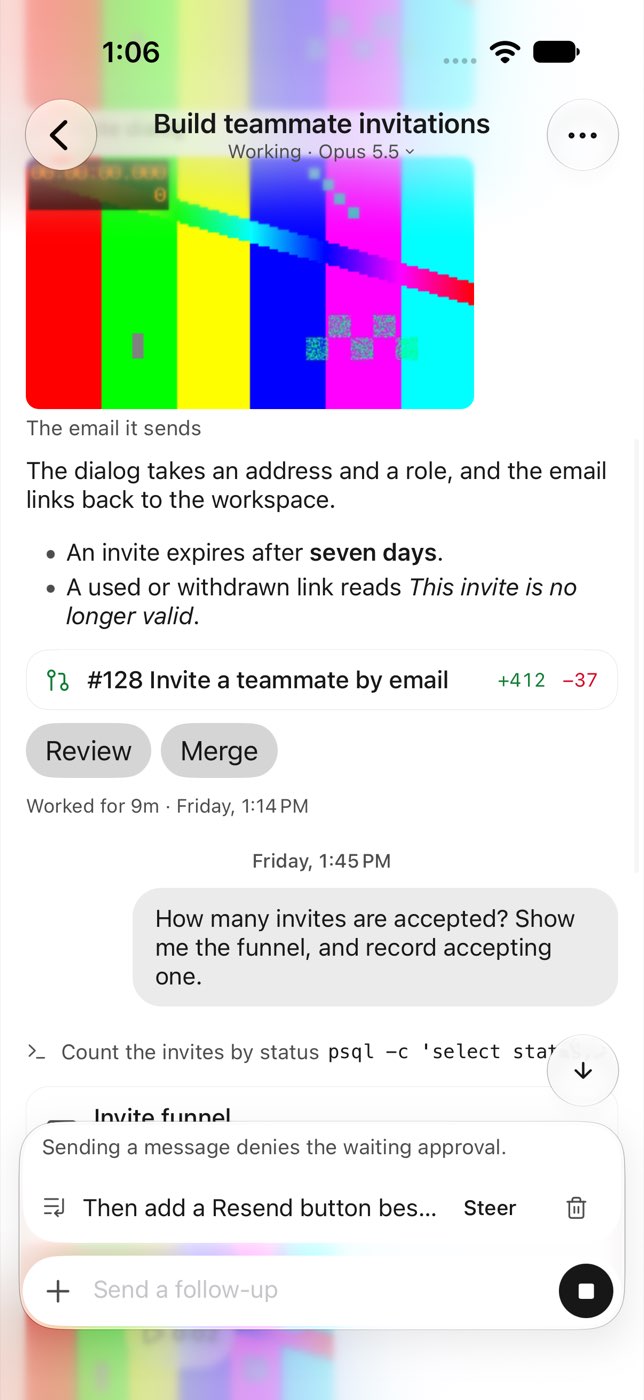 1:06
Build teammate invitations
Working · Opus 5.5
00:00:00.000
0
The email it sends
The dialog takes an address and a role, and the email
links back to the workspace.
• An invite expires after seven days.
• A used or withdrawn link reads This invite is no
longer valid.
#128 Invite a teammate by email +412 −37
Review Merge
Worked for 9m · Friday, 1:14 PM
Friday, 1:45 PM
How many invites are accepted? Show
me the funnel, and record accepting
one.
Count the invites by status psql -c 'select
Invite funnel
Sending a message denies the waiting approval.
Then add a Resend button bes... Steer
Send a follow-up